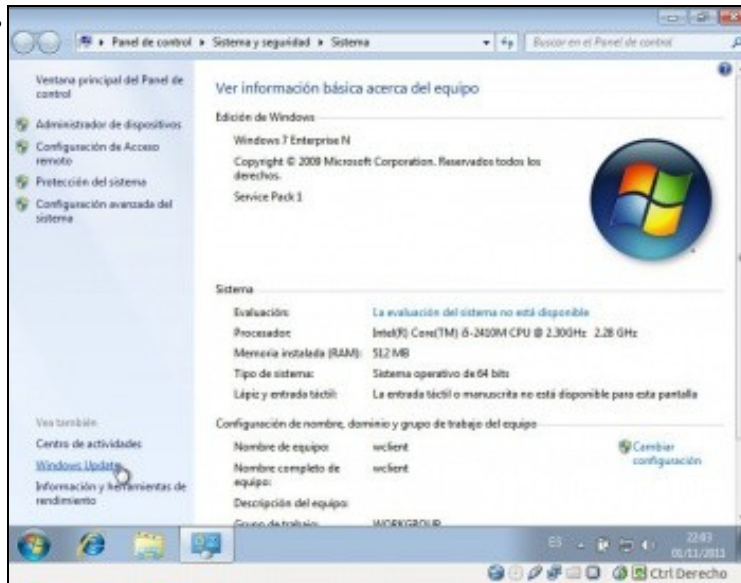 Panel de control ▸ Sistema y seguridad ▸ Sistema
Buscar en el Panel de control
Ventana principal del Panel de
control
Administrador de dispositivos
Configuración de Acceso
remoto
Protección del sistema
Configuración avanzada del
sistema
Vea también
Centro de actividades
Windows Update
Información y herramientas de
rendimiento
Ver información básica acerca del equipo
Edición de Windows
Windows 7 Enterprise N
Copyright © 2009 Microsoft Corporation. Reservados todos los
derechos.
Service Pack 1
Sistema
Evaluación: La evaluación del sistema no está disponible
Procesador: Intel(R) Core(TM) i5-2410M CPU @ 2.30GHz 2.28 GHz
Memoria instalada (RAM): 512 MB
Tipo de sistema: Sistema operativo de 64 bits
Lápiz y entrada táctil: La entrada táctil o manuscrita no está disponible para esta pantalla
Configuración de nombre, dominio y grupo de trabajo del equipo
Nombre de equipo: wclient
Cambiar
configuración
Nombre completo de
equipo: wclient
Descripción del equipo:
Grupo de trabajo: WORKGROUP
ES
22:03
01/11/2011
Ctrl Derecho